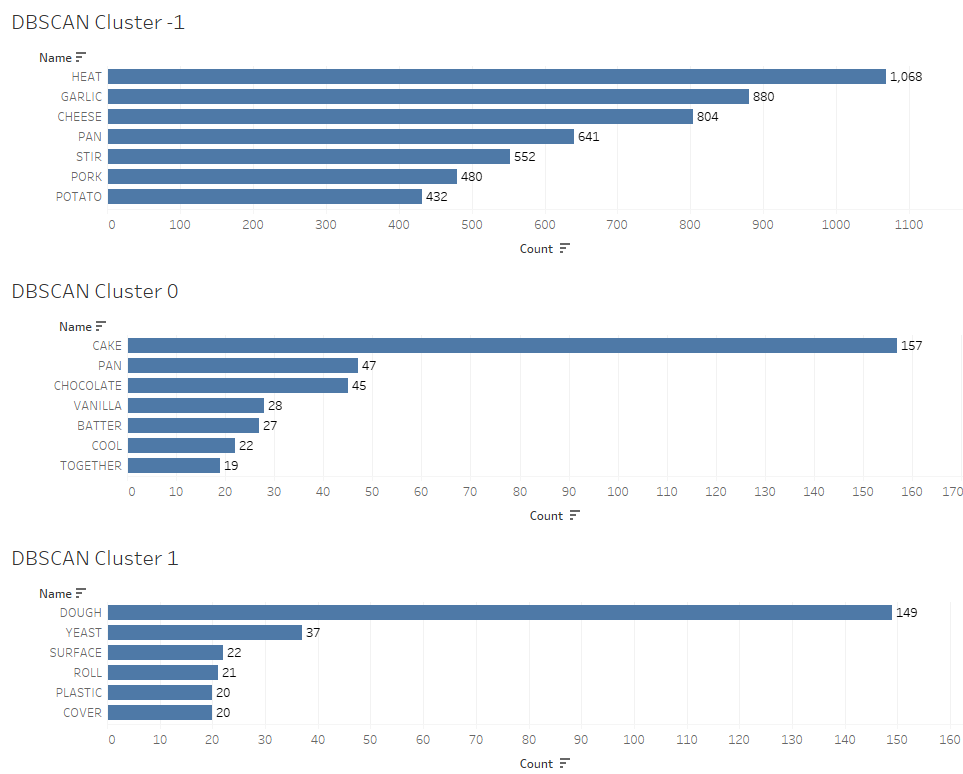 DBSCAN Cluster -1
Name
HEAT 1,068
GARLIC 880
CHEESE 804
PAN 641
STIR 552
PORK 480
POTATO 432
0 100 200 300 400 500 600 700 800 900 1000 1100
Count
DBSCAN Cluster 0
Name
CAKE 157
PAN 47
CHOCOLATE 45
VANILLA 28
BATTER 27
COOL 22
TOGETHER 19
0 10 20 30 40 50 60 70 80 90 100 110 120 130 140 150 160 170
Count
DBSCAN Cluster 1
Name
DOUGH 149
YEAST 37
SURFACE 22
ROLL 21
PLASTIC 20
COVER 20
0 10 20 30 40 50 60 70 80 90 100 110 120 130 140 150 160
Count